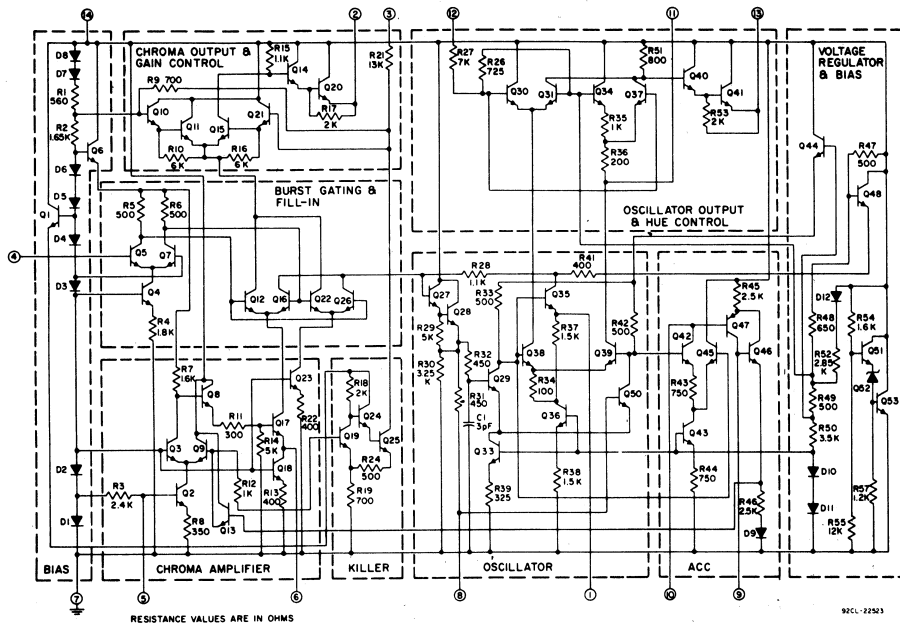 14
2
3
12
11
13
CHROMA OUTPUT &
GAIN CONTROL
VOLTAGE
REGULATOR
& BIAS
D8
D7
R1
560
R2
1.65K
D6
D5
Q1
D4
D3
Q6
R9 700
R15
1.1K
Q14
Q20
R17
2K
R21
13K
Q10
Q11
Q15
Q21
R10
6K
R16
6K
R27
7K
R26
725
Q30
Q31
Q34
Q37
R35
1K
R36
200
R51
800
Q40
Q41
R53
2K
Q44
R47
500
Q48
OSCILLATOR OUTPUT
& HUE CONTROL
BURST GATING &
FILL-IN
R5
500
R6
500
4
Q5
Q7
Q4
R4
1.8K
Q12
Q16
Q22
Q26
R28
1.1K
R41
400
Q27
Q28
R29
5K
R30
3.25
K
R33
500
Q35
R37
1.5K
R42
500
R32
450
Q29
R31
450
C1
3pF
Q38
R34
100
Q36
Q39
Q50
Q33
R39
325
R38
1.5K
Q42
Q45
R43
750
Q43
R44
750
R45
2.5K
Q47
Q46
R46
2.5K
D9
D12
R48
650
R52
2.85
K
R49
500
R50
3.5K
D10
D11
R54
1.6K
Q51
Q52
Q53
R57
1.2K
R55
12K
R7
1.6K
Q8
R11
300
Q3
Q9
R14
5K
Q17
Q18
R13
400
Q23
R22
400
R12
1K
Q13
Q2
R8
350
D2
R3
2.4K
D1
R18
2K
Q24
Q19
Q25
R24
500
R19
700
BIAS
CHROMA AMPLIFIER
KILLER
OSCILLATOR
ACC
7
5
6
8
1
10
9
RESISTANCE VALUES ARE IN OHMS
92CL-22523